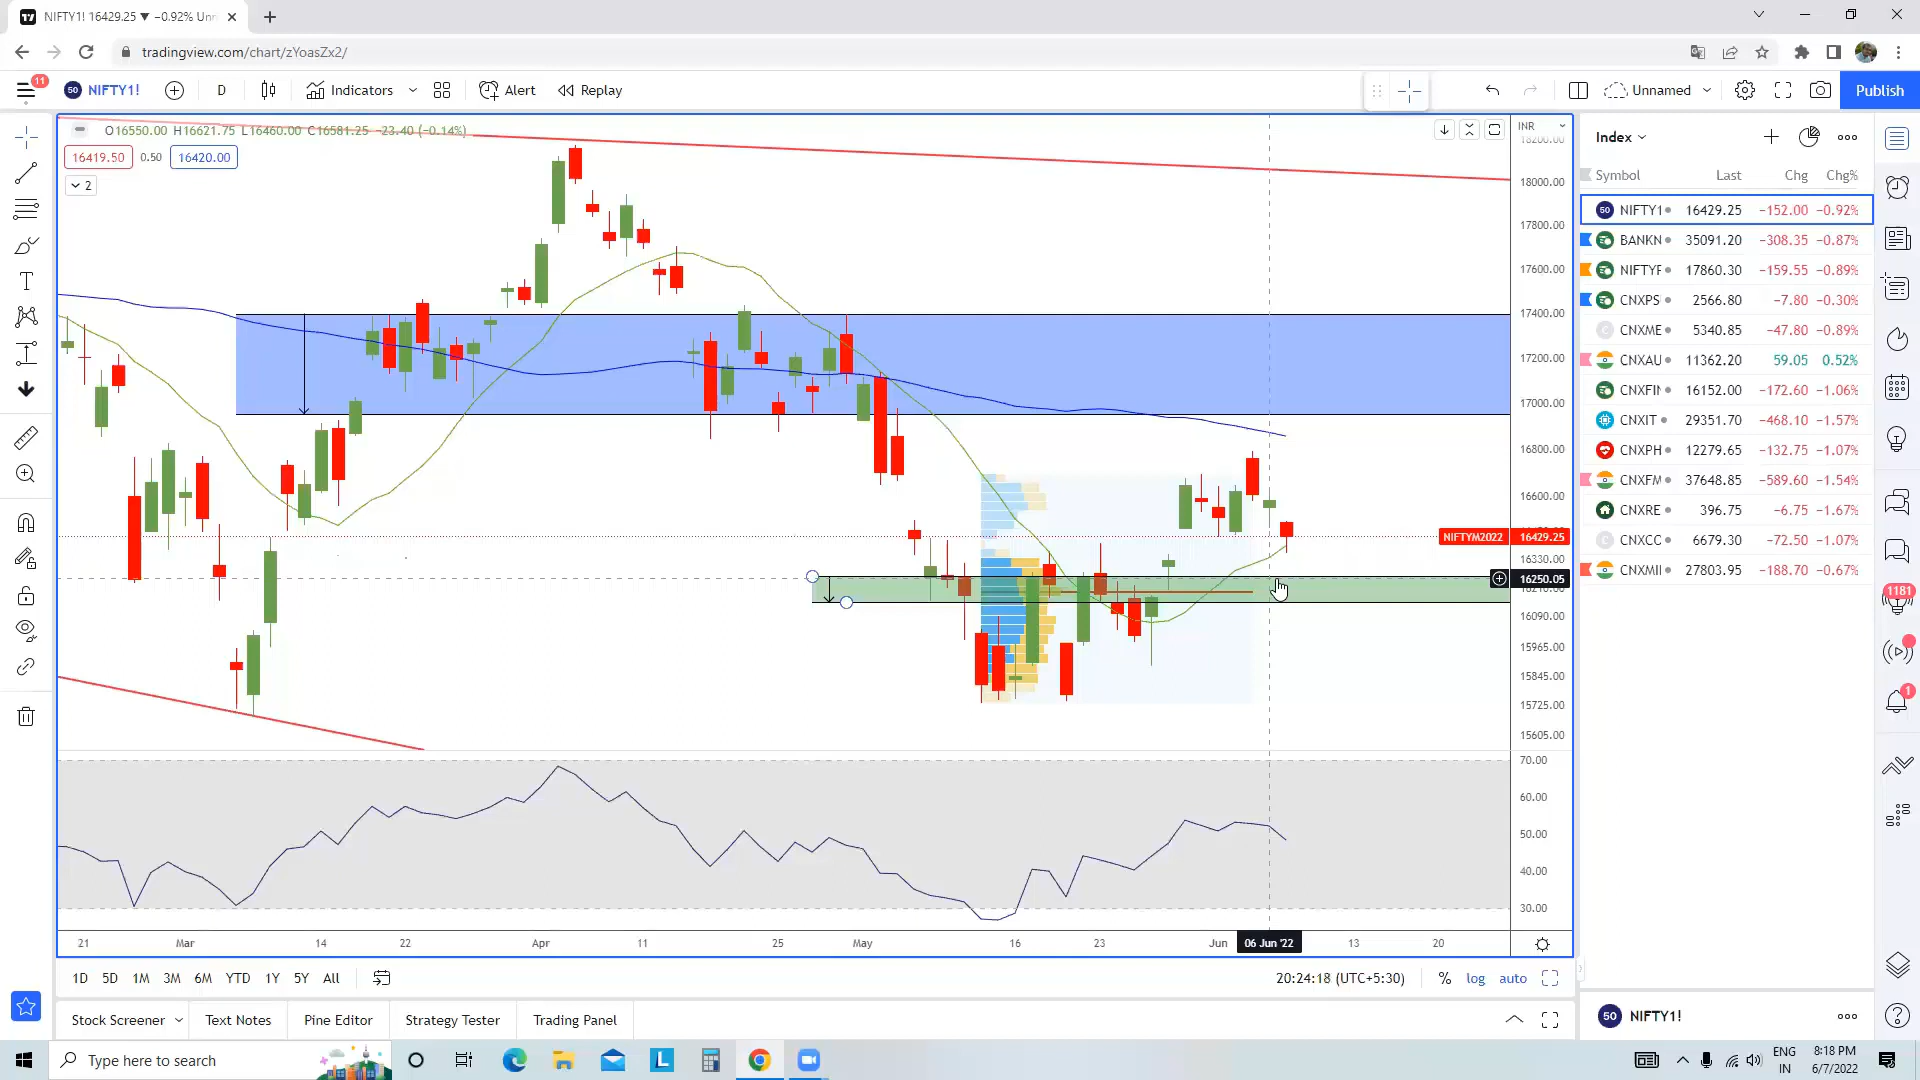 NIFTY1! 16429.25 ▼ −0.92% Unn
tradingview.com/chart/zYoasZx2/
11
50 NIFTY1! D Indicators Alert Replay Unnamed Publish
O16550.00 H16621.75 L16460.00 C16581.25 −23.40 (−0.14%)
16419.50 0.50 16420.00
2
INR
18200.00
18000.00
17800.00
17600.00
17400.00
17200.00
17000.00
16800.00
16600.00
NIFTYM2022 16429.25
16330.00
16250.05
16090.00
15965.00
15845.00
15725.00
15605.00
70.00
60.00
50.00
40.00
30.00
21 Mar 14 22 Apr 11 25 May 16 23 Jun 06 Jun '22 13 20
1D 5D 1M 3M 6M YTD 1Y 5Y All 20:24:18 (UTC+5:30) % log auto
Stock Screener Text Notes Pine Editor Strategy Tester Trading Panel
Index
Symbol Last Chg Chg%
50 NIFTY1 16429.25 −152.00 −0.92%
BANKN 35091.20 −308.35 −0.87%
NIFTYF 17860.30 −159.55 −0.89%
CNXPS 2566.80 −7.80 −0.30%
C CNXME 5340.85 −47.80 −0.89%
CNXAU 11362.20 59.05 0.52%
CNXFIN 16152.00 −172.60 −1.06%
CNXIT 29351.70 −468.10 −1.57%
CNXPH 12279.65 −132.75 −1.07%
CNXFM 37648.85 −589.60 −1.54%
CNXRE 396.75 −6.75 −1.67%
C CNXCC 6679.30 −72.50 −1.07%
CNXMI 27803.95 −188.70 −0.67%
1181
1
50 NIFTY1!
Type here to search
L
ENG
IN
8:18 PM
6/7/2022